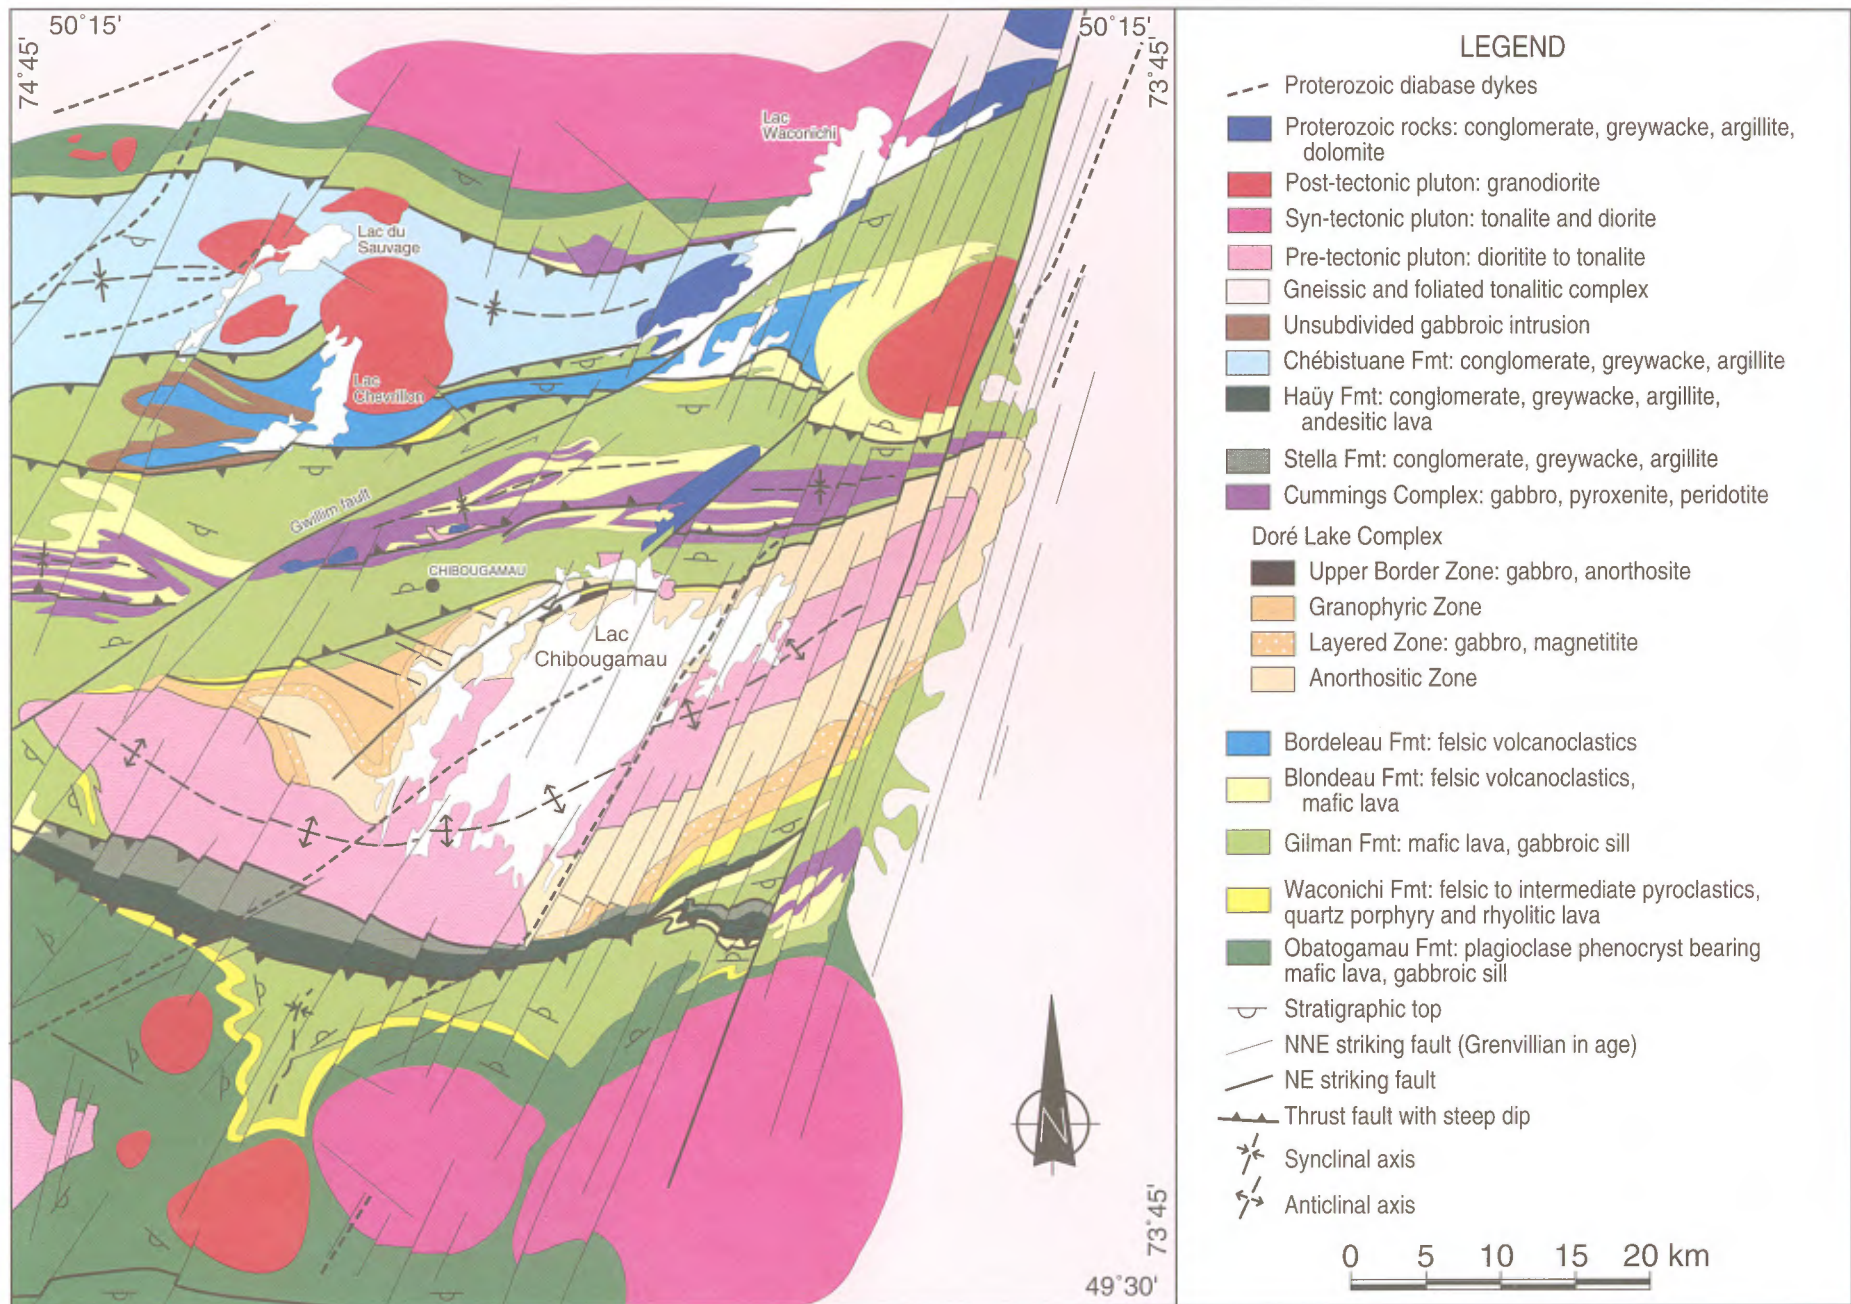 50°15'
50°15'
74°45'
73°45'
Lac
Waconichi
Lac du
Sauvage
Lac
Chevrillon
Gwillim fault
CHIBOUGAMAU
Lac
Chibougamau
N
73°45'
49°30'
LEGEND
Proterozoic diabase dykes
Proterozoic rocks: conglomerate, greywacke, argillite,
dolomite
Post-tectonic pluton: granodiorite
Syn-tectonic pluton: tonalite and diorite
Pre-tectonic pluton: dioritite to tonalite
Gneissic and foliated tonalitic complex
Unsubdivided gabbroic intrusion
Chébistuane Fmt: conglomerate, greywacke, argillite
Haüy Fmt: conglomerate, greywacke, argillite,
andesitic lava
Stella Fmt: conglomerate, greywacke, argillite
Cummings Complex: gabbro, pyroxenite, peridotite
Doré Lake Complex
Upper Border Zone: gabbro, anorthosite
Granophyric Zone
Layered Zone: gabbro, magnetitite
Anorthositic Zone
Bordeleau Fmt: felsic volcanoclastics
Blondeau Fmt: felsic volcanoclastics,
mafic lava
Gilman Fmt: mafic lava, gabbroic sill
Waconichi Fmt: felsic to intermediate pyroclastics,
quartz porphyry and rhyolitic lava
Obatogamau Fmt: plagioclase phenocryst bearing
mafic lava, gabbroic sill
Stratigraphic top
NNE striking fault (Grenvillian in age)
NE striking fault
Thrust fault with steep dip
Synclinal axis
Anticlinal axis
0 5 10 15 20 km